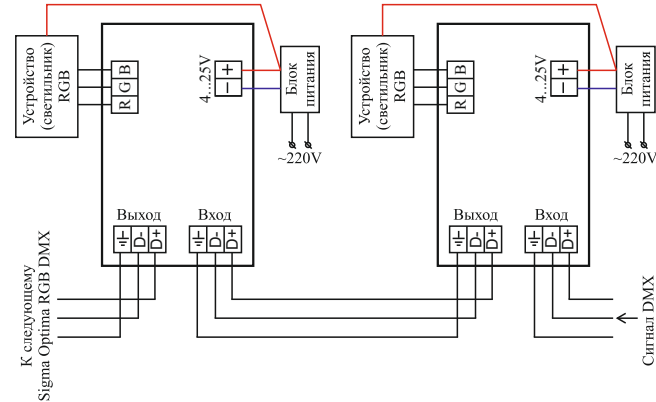 Устройство
(светильник)
RGB
R G B
4...25V
− +
Блок
питания
~220V
Выход
D- D+
Вход
D- D+
К следующему
Sigma Optima RGB DMX
Устройство
(светильник)
RGB
R G B
4...25V
− +
Блок
питания
~220V
Выход
D- D+
Вход
D- D+
Сигнал DMX